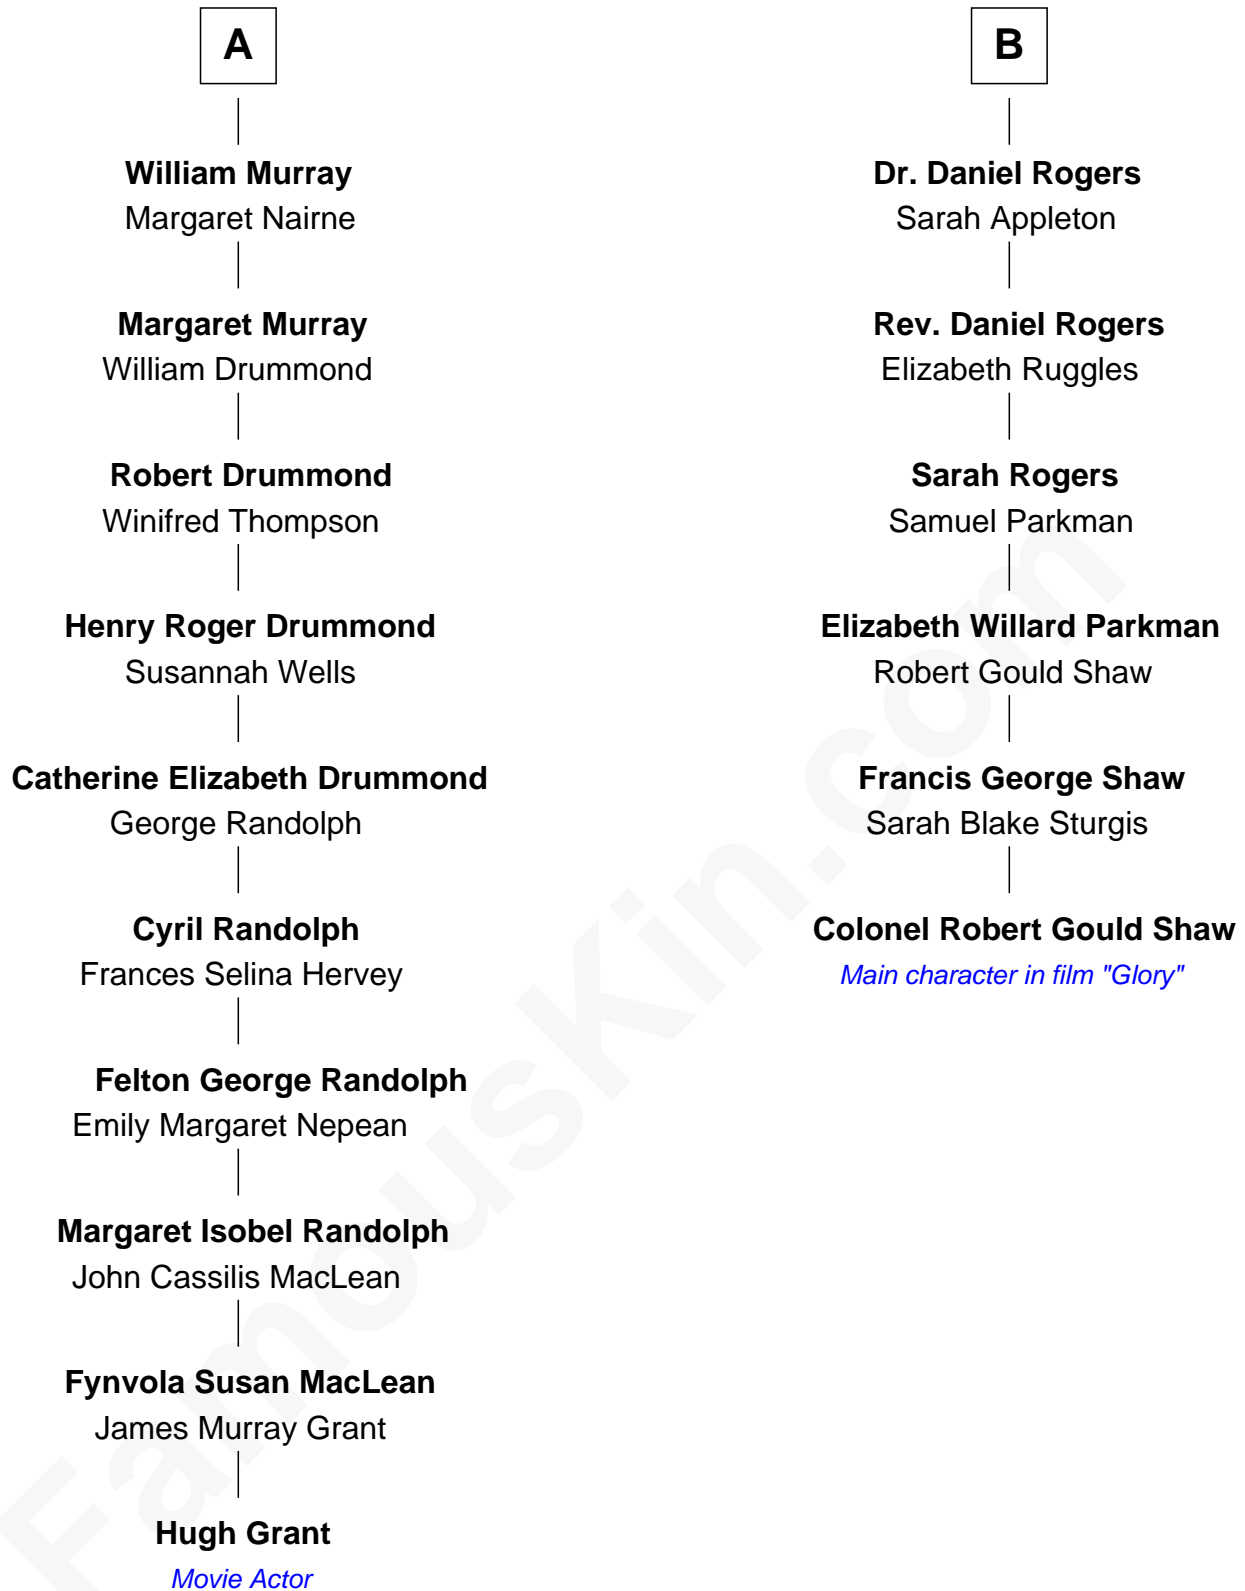 A
William Murray
Margaret Nairne
Margaret Murray
William Drummond
Robert Drummond
Winifred Thompson
Henry Roger Drummond
Susannah Wells
Catherine Elizabeth Drummond
George Randolph
Cyril Randolph
Frances Selina Hervey
Felton George Randolph
Emily Margaret Nepean
Margaret Isobel Randolph
John Cassilis MacLean
Fynvola Susan MacLean
James Murray Grant
Hugh Grant
Movie Actor
B
Dr. Daniel Rogers
Sarah Appleton
Rev. Daniel Rogers
Elizabeth Ruggles
Sarah Rogers
Samuel Parkman
Elizabeth Willard Parkman
Robert Gould Shaw
Francis George Shaw
Sarah Blake Sturgis
Colonel Robert Gould Shaw
Main character in film "Glory"
FamousKin.com